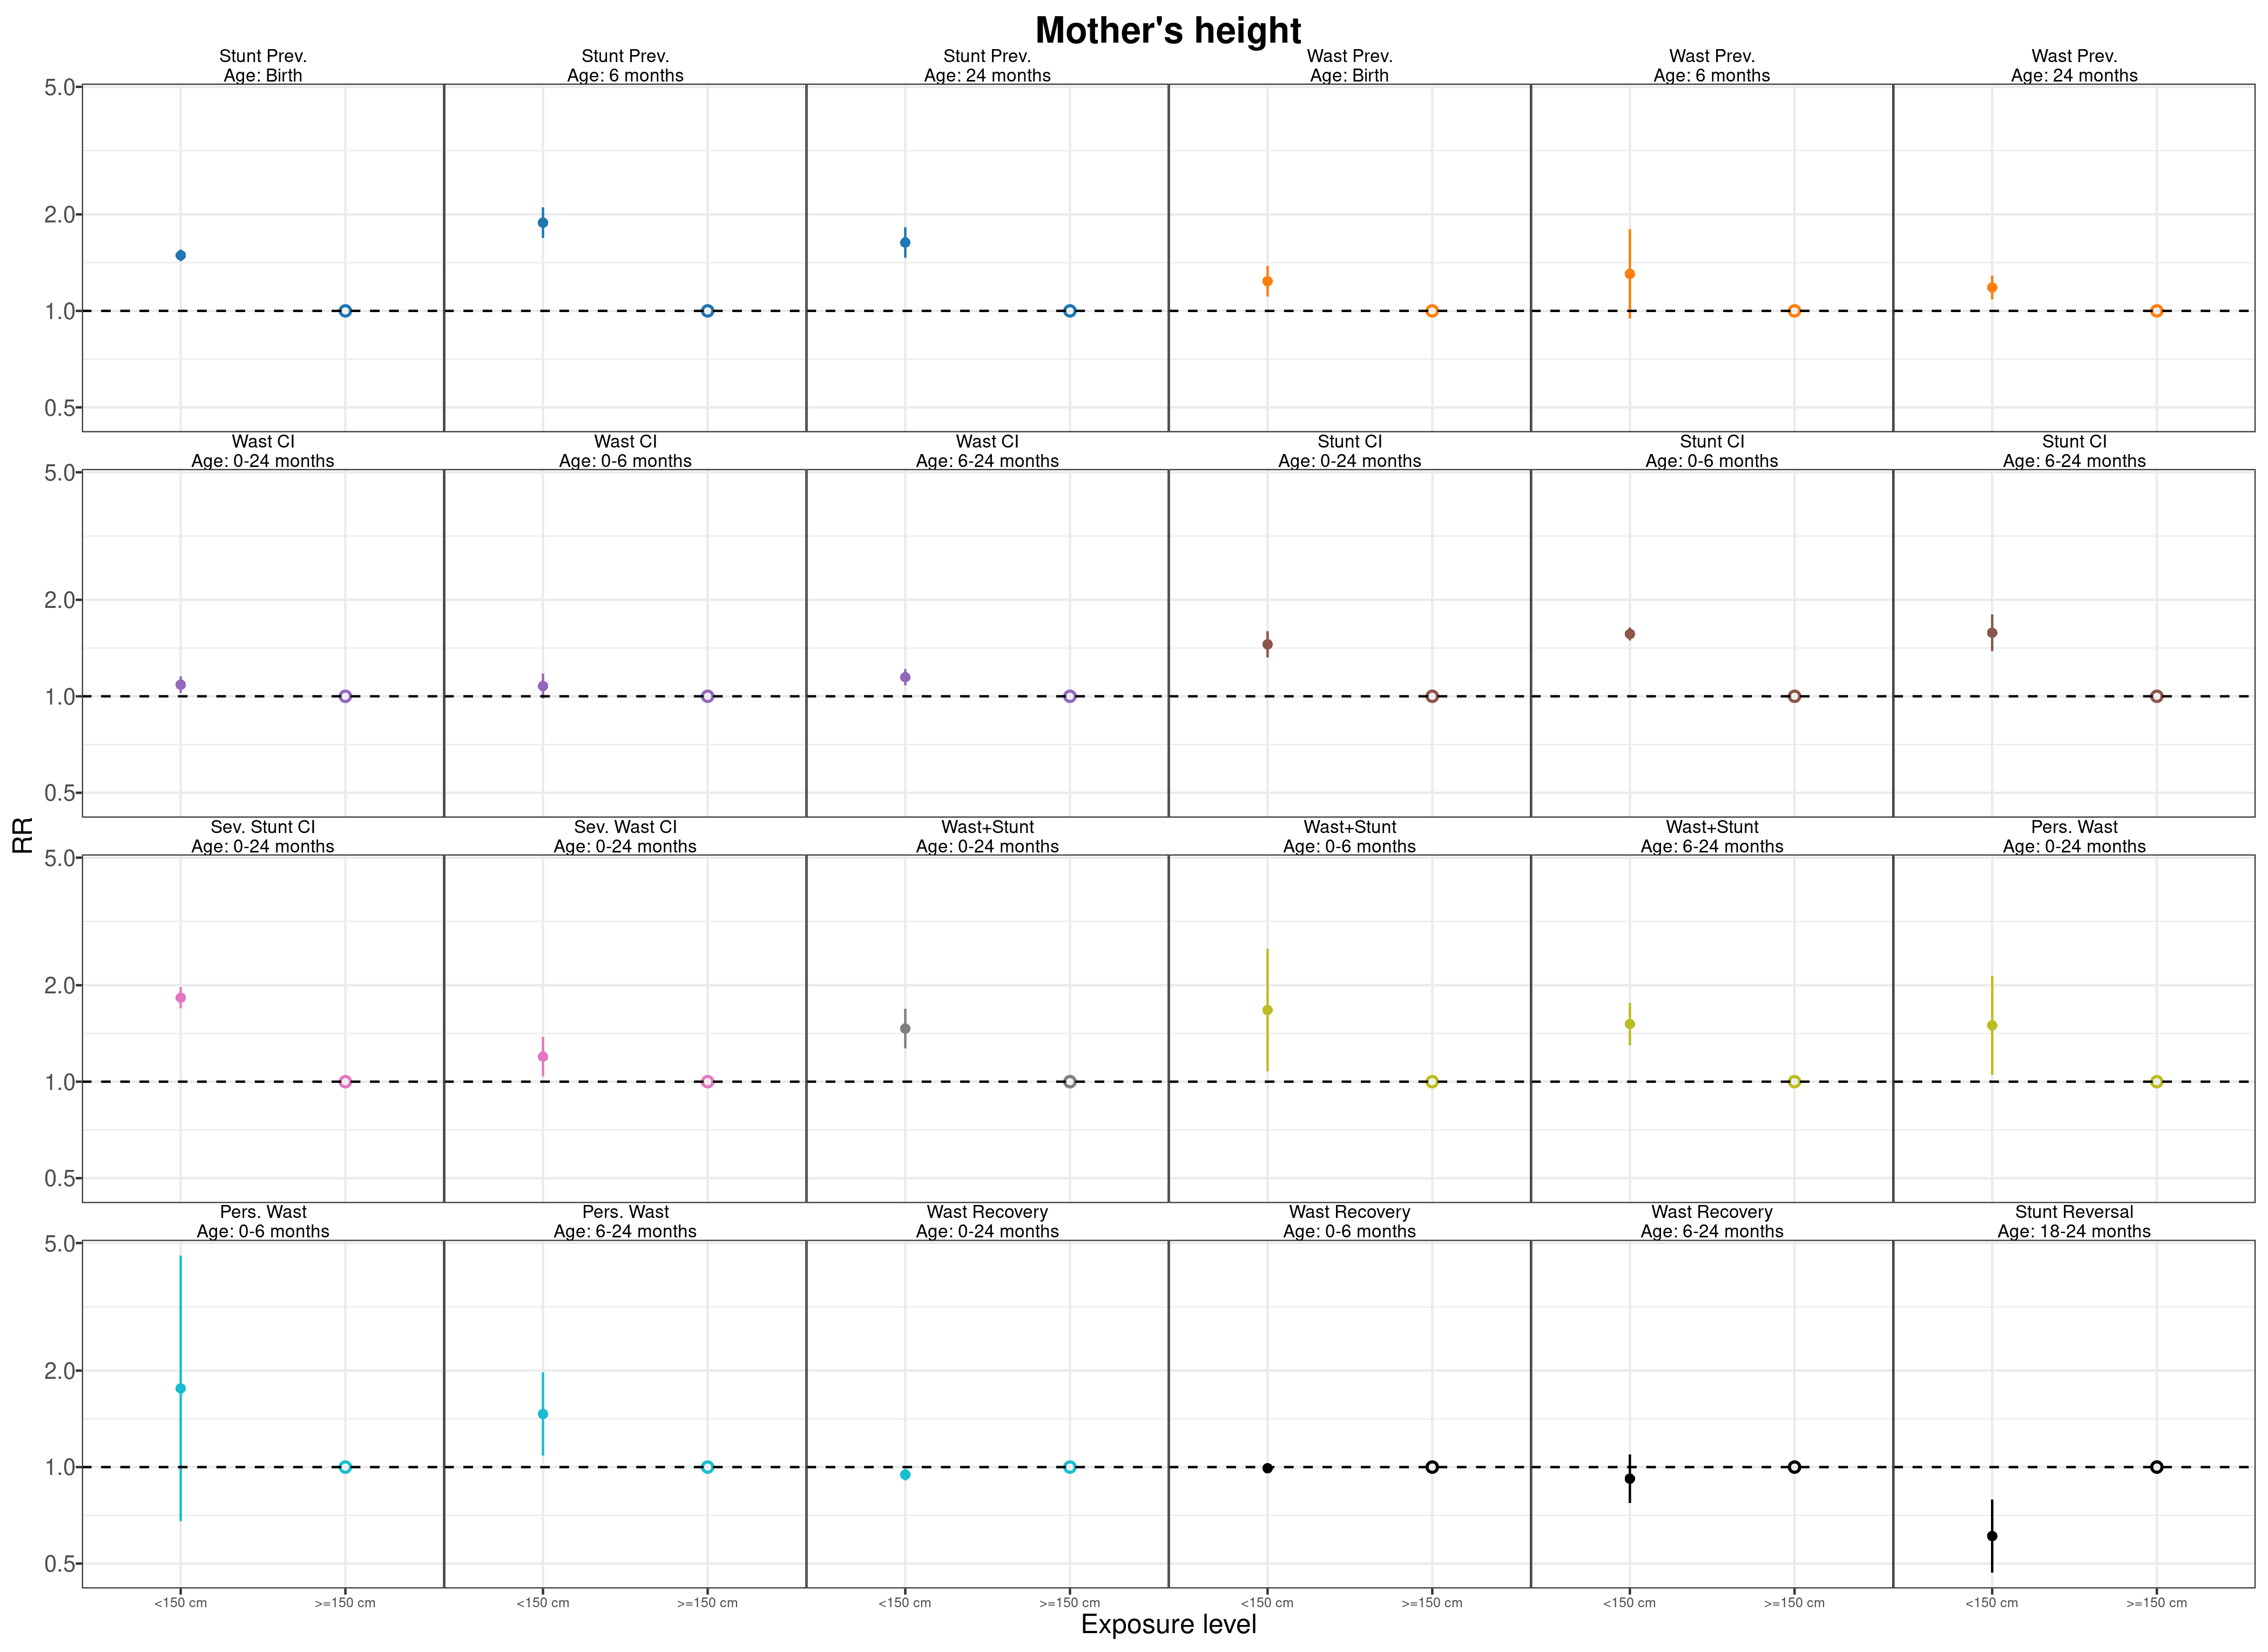 Mother's height
Stunt Prev. Stunt Prev. Stunt Prev. Wast Prev. Wast Prev. Wast Prev.
Age: Birth Age: 6 months Age: 24 months Age: Birth Age: 6 months Age: 24 months
5.0
2.0
1.0
0.5
Wast CI Wast CI Wast CI Stunt CI Stunt CI Stunt CI
Age: 0-24 months Age: 0-6 months Age: 6-24 months Age: 0-24 months Age: 0-6 months Age: 6-24 months
5.0
2.0
1.0
0.5
RR
Sev. Stunt CI Sev. Wast CI Wast+Stunt Wast+Stunt Wast+Stunt Pers. Wast
Age: 0-24 months Age: 0-24 months Age: 0-24 months Age: 0-6 months Age: 6-24 months Age: 0-24 months
5.0
2.0
1.0
0.5
Pers. Wast Pers. Wast Wast Recovery Wast Recovery Wast Recovery Stunt Reversal
Age: 0-6 months Age: 6-24 months Age: 0-24 months Age: 0-6 months Age: 6-24 months Age: 18-24 months
5.0
2.0
1.0
0.5
<150 cm >=150 cm <150 cm >=150 cm <150 cm >=150 cm <150 cm >=150 cm <150 cm >=150 cm <150 cm >=150 cm
Exposure level